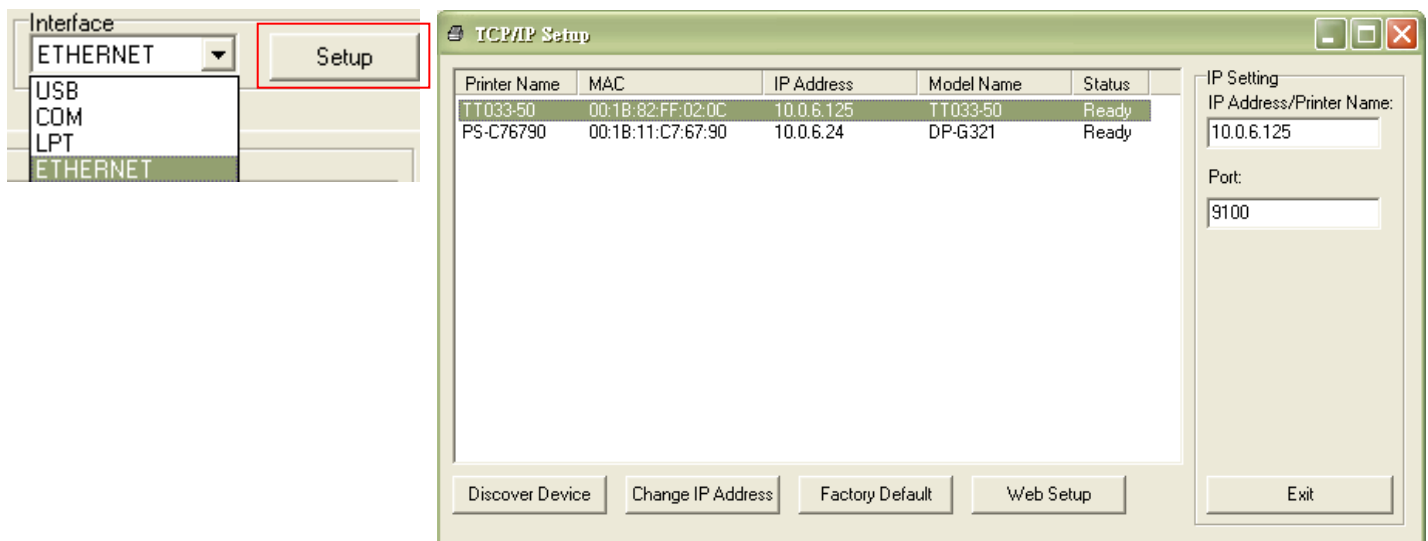 Interface
ETHERNET
Setup
USB
COM
LPT
ETHERNET
TCP/IP Setup
Printer Name MAC IP Address Model Name Status
TT033-50 00:1B:82:FF:02:0C 10.0.6.125 TT033-50 Ready
PS-C76790 00:1B:11:C7:67:90 10.0.6.24 DP-G321 Ready
IP Setting
IP Address/Printer Name:
10.0.6.125
Port:
9100
Discover Device Change IP Address Factory Default Web Setup Exit